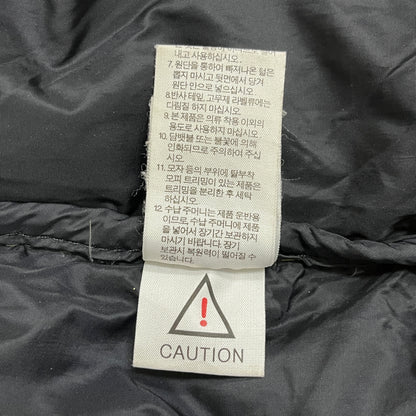 내고 사용하십시오.
7. 원단을 통하여 빠져나온 털은
뽑지 마시고 뒷면에서 당겨
원단 안으로 넣으십시오.
8. 반사 테잎, 고무제 라벨류에는
다림질 하지 마십시오.
9. 본 제품은 의류 착용 이외의
용도로 사용하지 마십시오.
10. 담뱃불 또는 불꽃에 의해
인화되므로 주의하여 주십
시오.
11. 모자 등의 부위에 탈부착
모피 트리밍이 있는 제품은
트리밍을 분리한 후 세탁
하십시오.
12. 수납 주머니는 제품 운반용
이므로, 수납 주머니에 제품
을 넣어서 장기간 보관하지
마시기 바랍니다. 장기
보관시 복원력이 떨어질 수
있습니다.
!
CAUTION